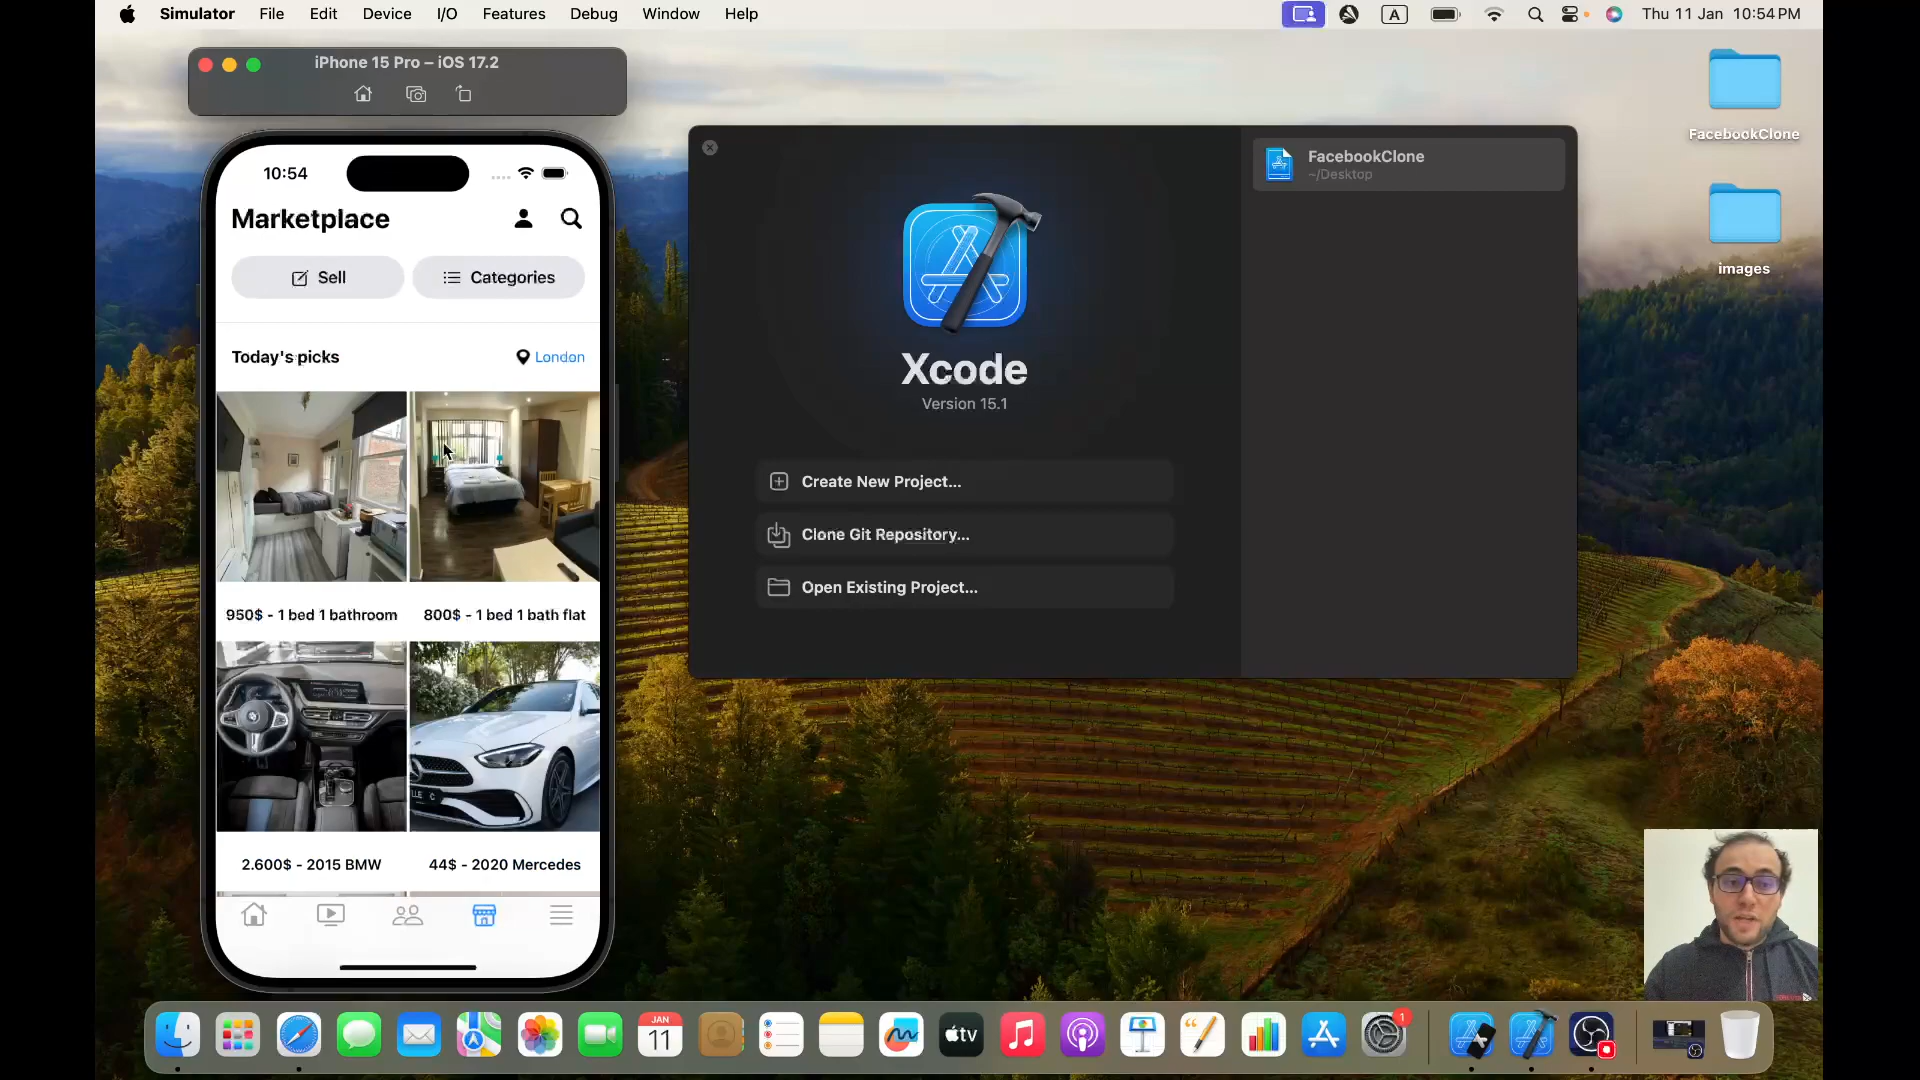 Simulator File Edit Device I/O Features Debug Window Help
A
Thu 11 Jan 10:54 PM
iPhone 15 Pro – iOS 17.2
10:54
Marketplace
Sell
Categories
Today's picks
London
950$ - 1 bed 1 bathroom
800$ - 1 bed 1 bath flat
2.600$ - 2015 BMW
44$ - 2020 Mercedes
Xcode
Version 15.1
Create New Project...
Clone Git Repository...
Open Existing Project...
FacebookClone
~/Desktop
FacebookClone
images
JAN
11
tv
1